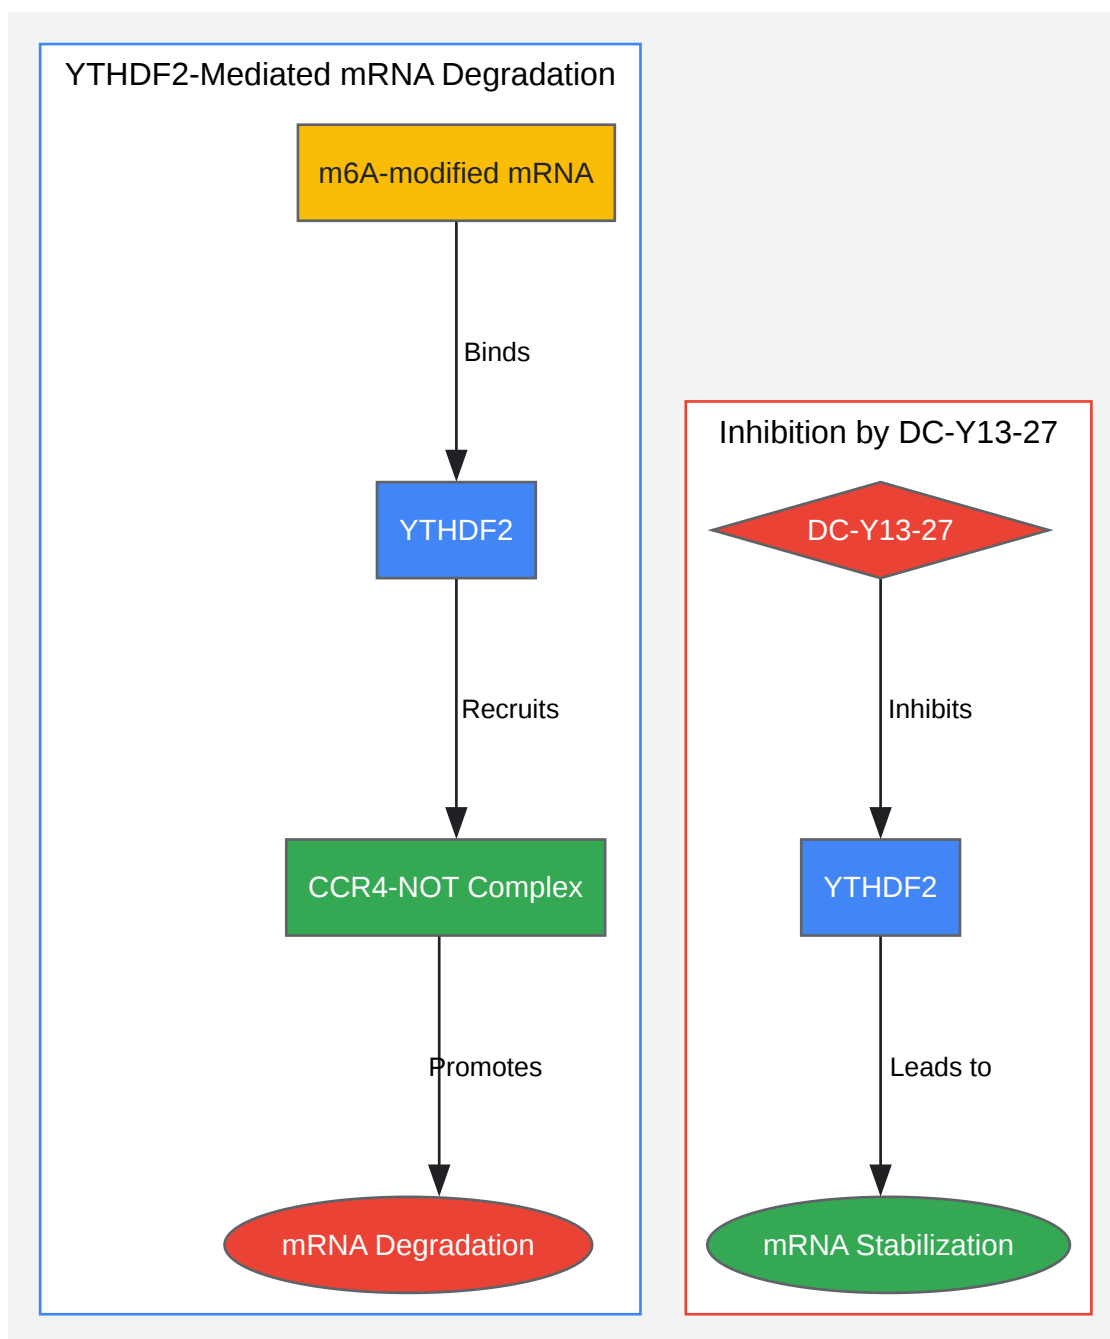 YTHDF2-Mediated mRNA Degradation
m6A-modified mRNA
Binds
YTHDF2
Recruits
CCR4-NOT Complex
Promotes
mRNA Degradation
Inhibition by DC-Y13-27
DC-Y13-27
Inhibits
YTHDF2
Leads to
mRNA Stabilization